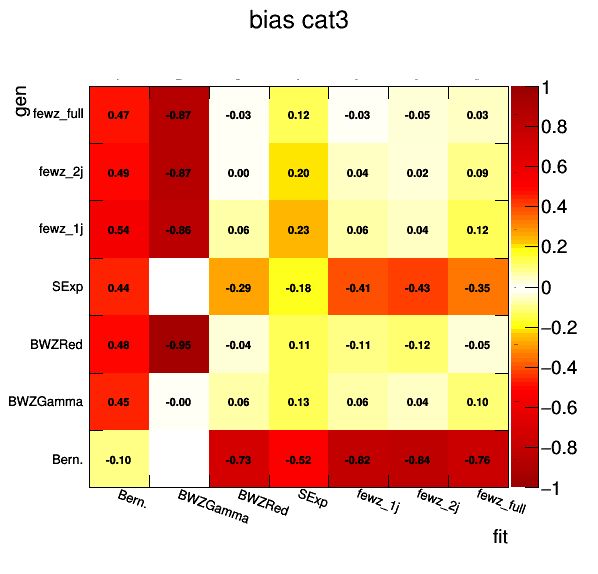 bias cat3
gen
fewz_full 0.47 -0.87 -0.03 0.12 -0.03 -0.05 0.03
fewz_2j 0.49 -0.87 0.00 0.20 0.04 0.02 0.09
fewz_1j 0.54 -0.86 0.06 0.23 0.06 0.04 0.12
SExp 0.44 -0.29 -0.18 -0.41 -0.43 -0.35
BWZRed 0.48 -0.95 -0.04 0.11 -0.11 -0.12 -0.05
BWZGamma 0.45 -0.00 0.06 0.13 0.06 0.04 0.10
Bern. -0.10 -0.73 -0.52 -0.82 -0.84 -0.76
Bern. BWZGamma BWZRed SExp fewz_1j fewz_2j fewz_full
fit
1
0.8
0.6
0.4
0.2
0
−0.2
−0.4
−0.6
−0.8
−1